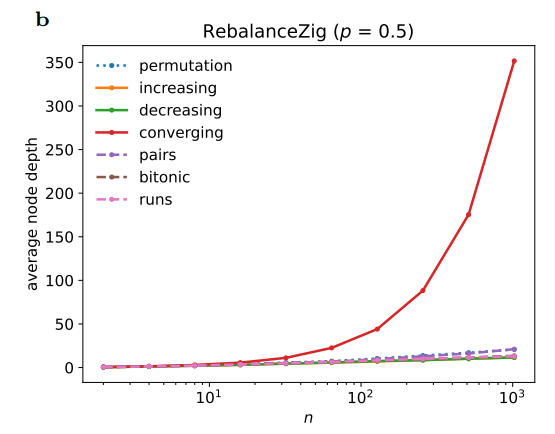 b
RebalanceZig (p = 0.5)
average node depth
350
300
250
200
150
100
50
0
permutation
increasing
decreasing
converging
pairs
bitonic
runs
10¹ 10² 10³
n